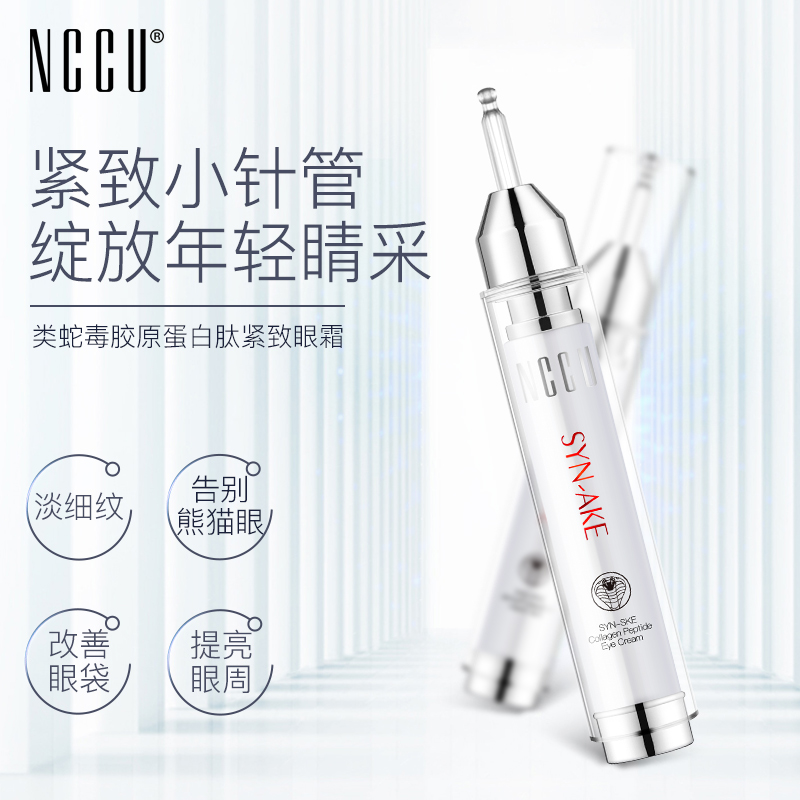 NCCU®
紧致小针管
绽放年轻睛采
类蛇毒胶原蛋白肽紧致眼霜
淡细纹
告别
熊猫眼
改善
眼袋
提亮
眼周
NCCU
SYN-AKE
SYN-SKE
Collagen Peptide
Eye Cream